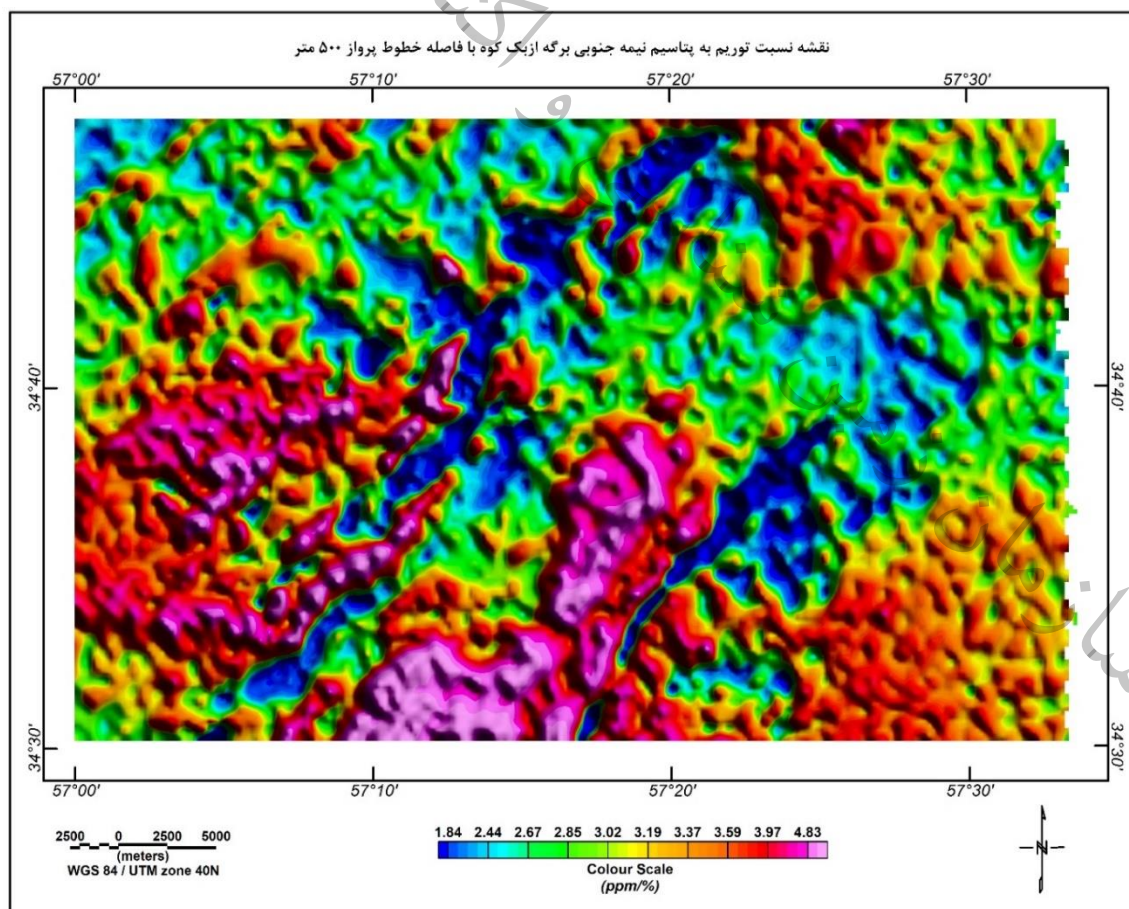 نقشه نسبت توریم به پتاسیم نیمه جنوبی برگه ازبک کوه با فاصله خطوط پرواز ۵۰۰ متر
57°00' 57°10' 57°20' 57°30'
34°40' 34°40'
34°30' 34°30'
57°00' 57°10' 57°20' 57°30'
2500 0 2500 5000
(meters)
WGS 84 / UTM zone 40N
1.84 2.44 2.67 2.85 3.02 3.19 3.37 3.59 3.97 4.83
Colour Scale
(ppm/%)
N